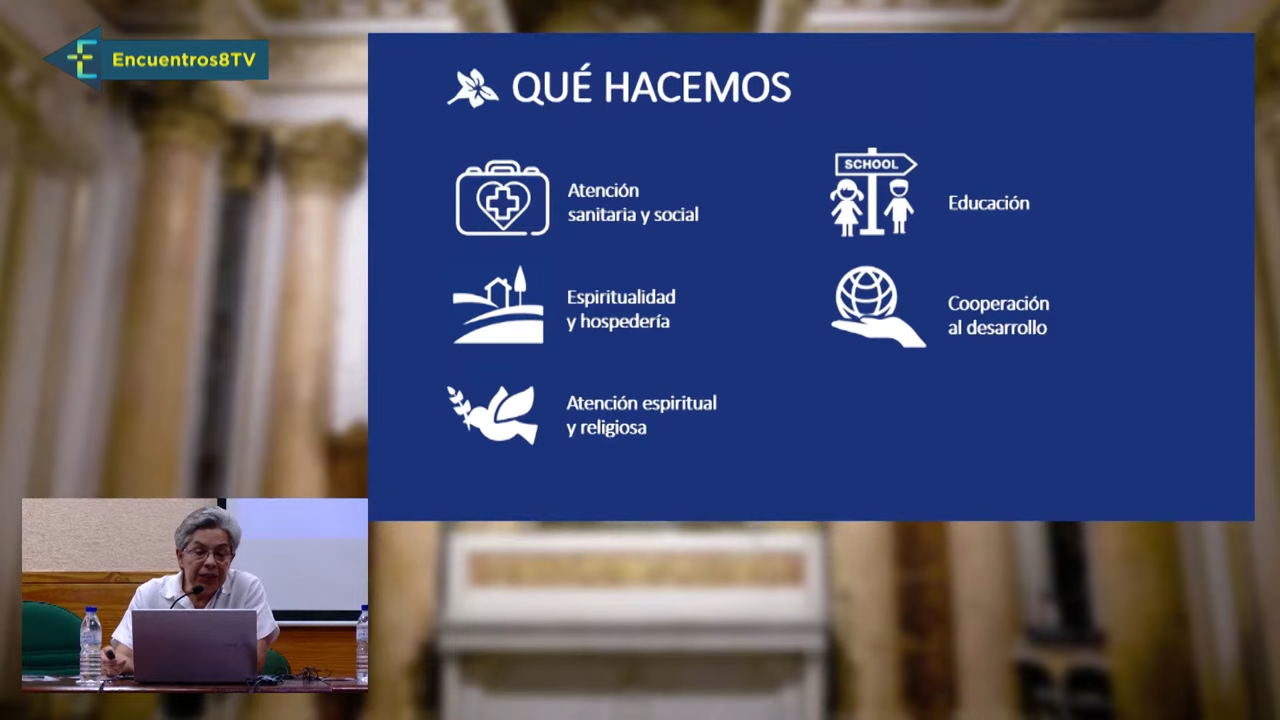 Encuentros8TV
QUÉ HACEMOS
Atención
sanitaria y social
SCHOOL
Educación
Espiritualidad
y hospedería
Cooperación
al desarrollo
Atención espiritual
y religiosa